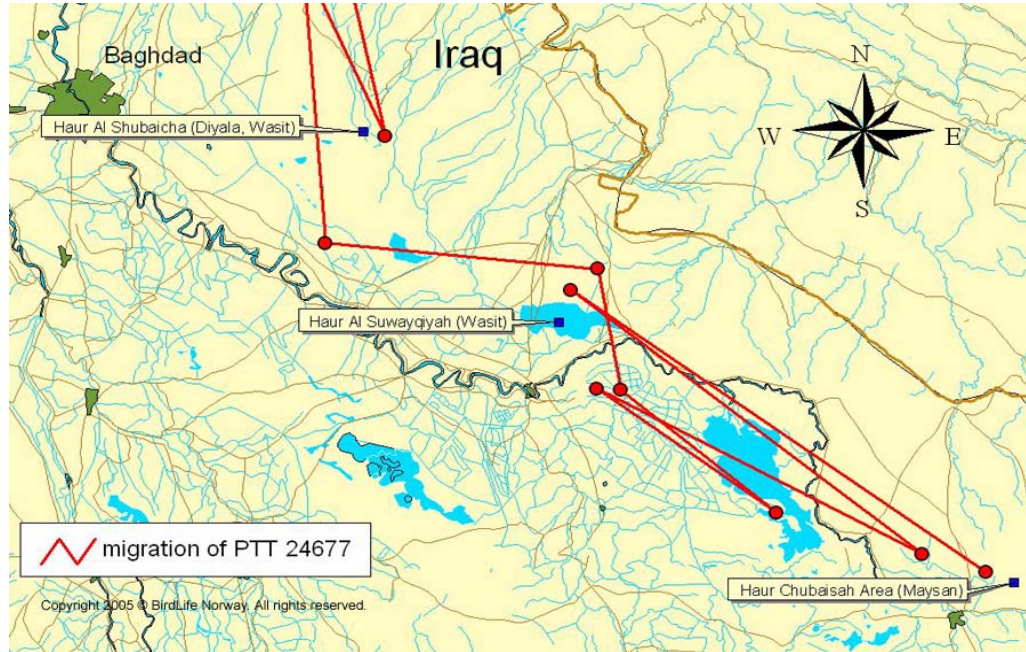 Baghdad
Iraq
N
W
E
S
Haur Al Shubaicha (Diyala, Wasit)
Haur Al Suwayqiyah (Wasit)
migration of PTT 24677
Haur Chubaisah Area (Maysan)
Copyright 2005 © BirdLife Norway. All rights reserved.